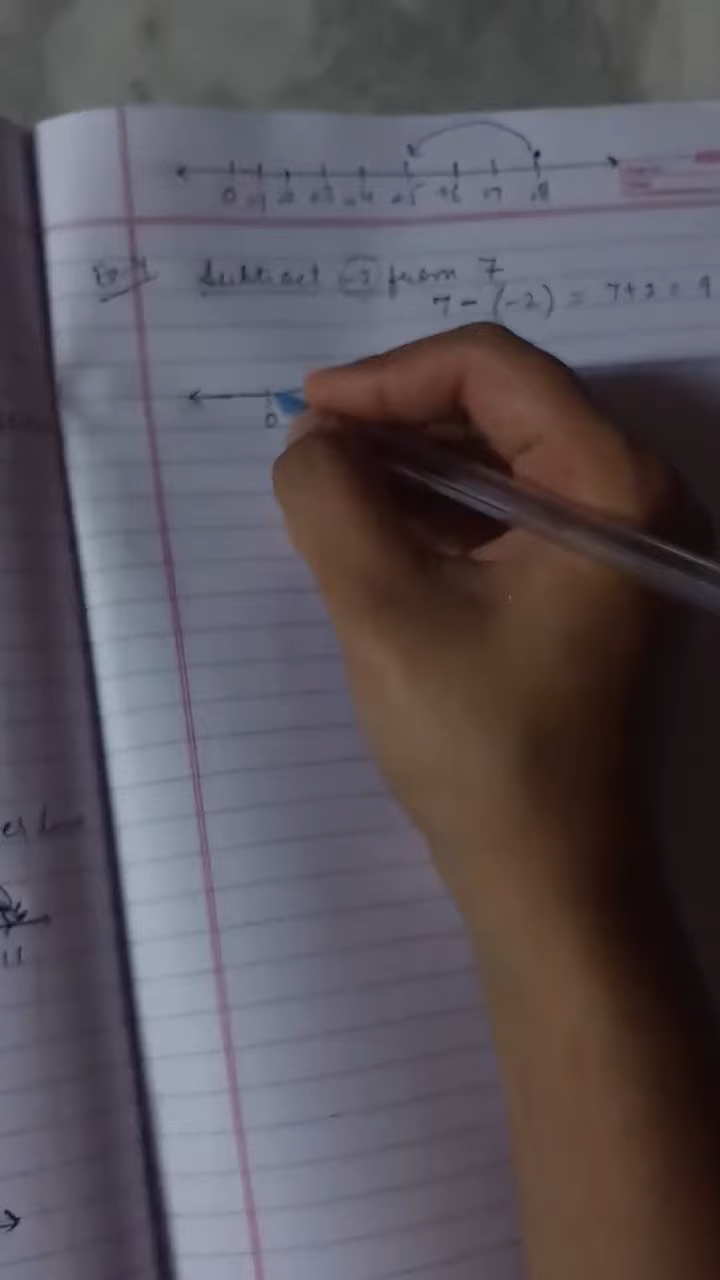 0 +1 +2 +3 +4 +5 +6 +7 +8
Subtract -2 from 7
7 - (-2) = 7+2 = 9
0
11